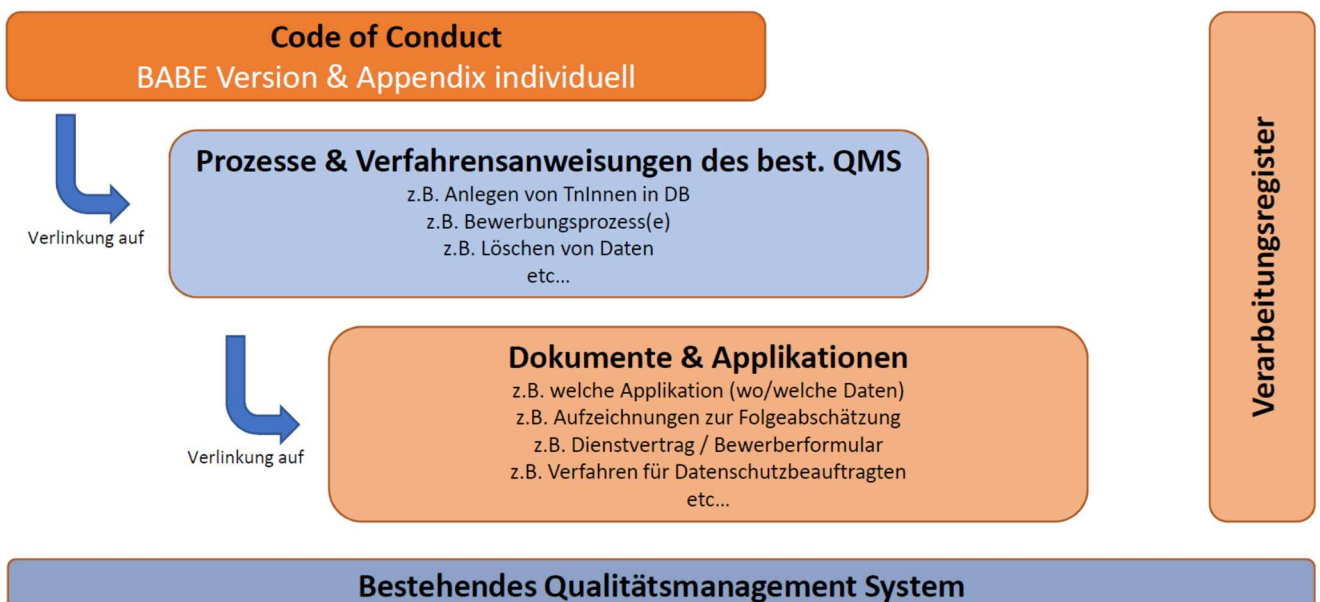 Code of Conduct
BABE Version & Appendix individuell
Verlinkung auf
Prozesse & Verfahrensanweisungen des best. QMS
z.B. Anlegen von TnInnen in DB
z.B. Bewerbungsprozess(e)
z.B. Löschen von Daten
etc...
Verlinkung auf
Dokumente & Applikationen
z.B. welche Applikation (wo/welche Daten)
z.B. Aufzeichnungen zur Folgeabschätzung
z.B. Dienstvertrag / Bewerberformular
z.B. Verfahren für Datenschutzbeauftragten
etc...
Verarbeitungsregister
Bestehendes Qualitätsmanagement System